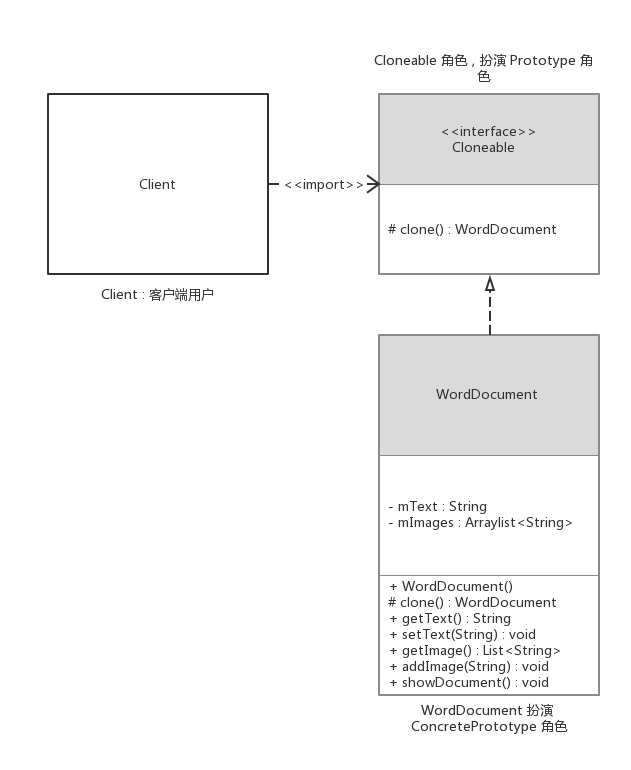 Cloneable 角色 , 扮演 Prototype 角
色
<<interface>>
Cloneable
Client
<<import>>
# clone() : WordDocument
Client : 客户端用户
WordDocument
- mText : String
- mImages : Arraylist<String>
+ WordDocument()
# clone() : WordDocument
+ getText() : String
+ setText(String) : void
+ getImage() : List<String>
+ addImage(String) : void
+ showDocument() : void
WordDocument 扮演
ConcretePrototype 角色